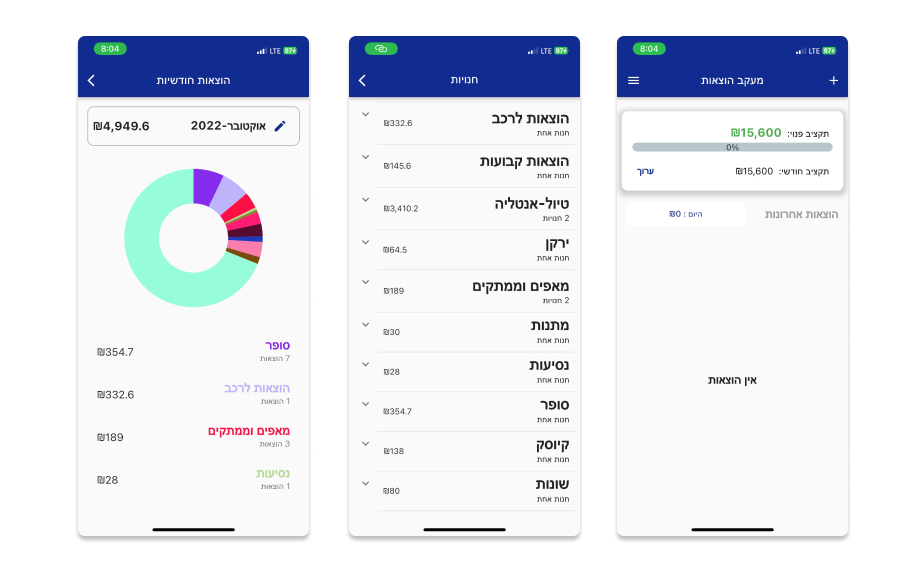 8:04
LTE 97
הוצאות חודשיות
אוקטובר-2022
₪4,949.6
סופר
7 הוצאות
₪354.7
הוצאות לרכב
1 הוצאות
₪332.6
מאפים וממתקים
3 הוצאות
₪189
נסיעות
1 הוצאות
₪28
LTE 97
חנויות
הוצאות לרכב
חנות אחת
₪332.6
הוצאות קבועות
חנות אחת
₪145.6
טיול-אנטליה
2 חנויות
₪3,410.2
ירקן
חנות אחת
₪64.5
מאפים וממתקים
2 חנויות
₪189
מתנות
חנות אחת
₪30
נסיעות
חנות אחת
₪28
סופר
חנות אחת
₪354.7
קיוסק
חנות אחת
₪138
שונות
חנות אחת
₪80
8:04
LTE 97
מעקב הוצאות
תקציב פנוי: ₪15,600
0%
תקציב חודשי: ₪15,600
ערוך
הוצאות אחרונות
היום : ₪0
אין הוצאות